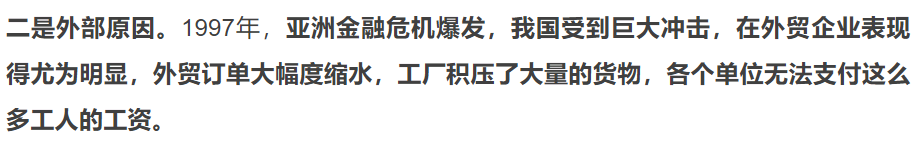 二是外部原因。1997年，亚洲金融危机爆发，我国受到巨大冲击，在外贸企业表现
得尤为明显，外贸订单大幅度缩水，工厂积压了大量的货物，各个单位无法支付这么
多工人的工资。